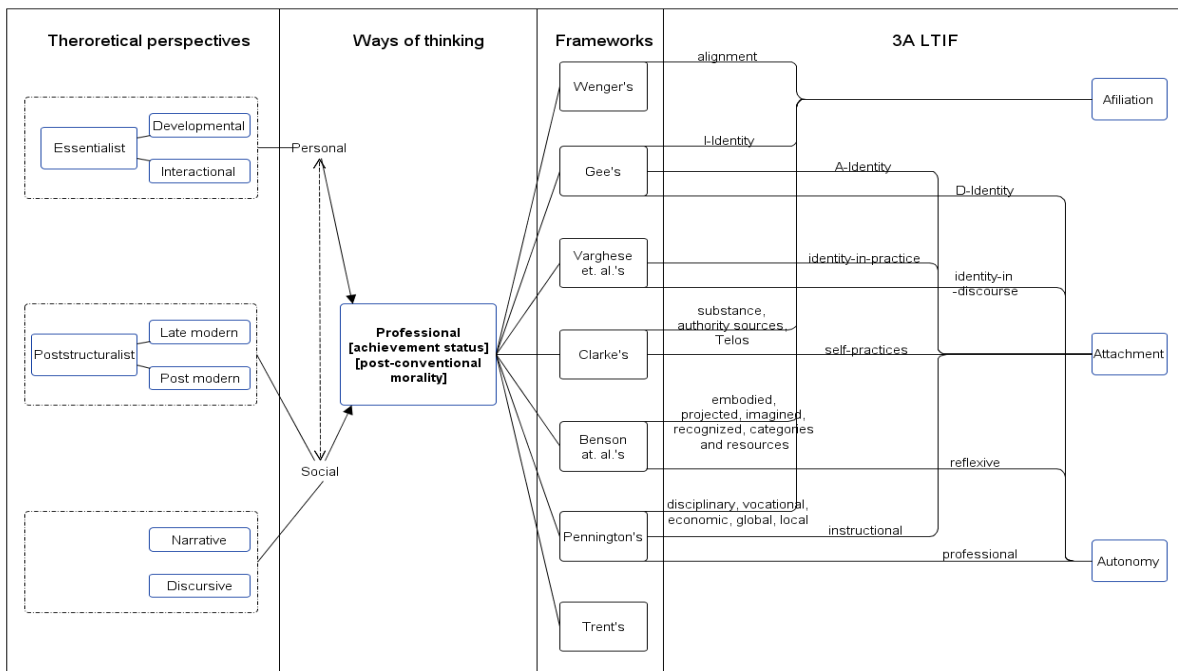 Theroretical perspectives
Ways of thinking
Frameworks
3A LTIF
Essentialist
Developmental
Interactional
Poststructuralist
Late modern
Post modern
Narrative
Discursive
Personal
Social
Professional
[achievement status]
[post-conventional
morality]
Wenger's
Gee's
Varghese
et. al.'s
Clarke's
Benson
at. al.'s
Pennington's
Trent's
alignment
I-Identity
A-Identity
D-Identity
identity-in-practice
identity-in
-discourse
substance,
authority sources,
Telos
self-practices
embodied,
projected, imagined,
recognized, categories
and resources
reflexive
disciplinary, vocational,
economic, global, local
instructional
professional
Afiliation
Attachment
Autonomy